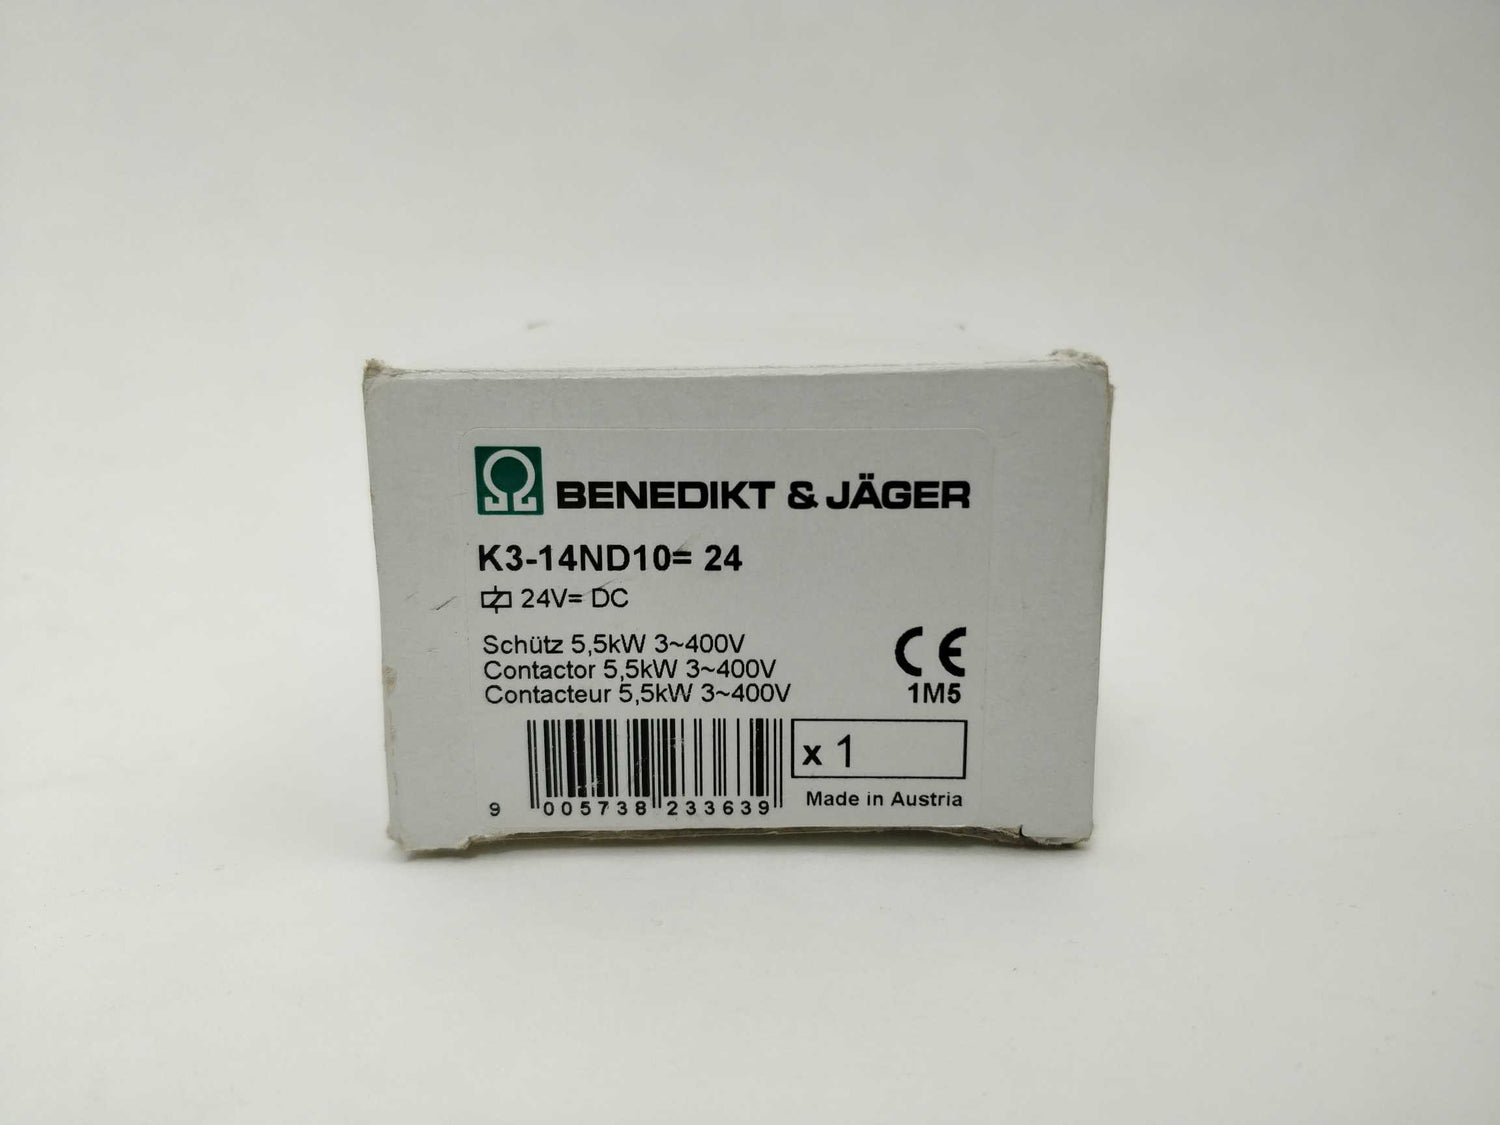 BENEDIKT & JÄGER
K3-14ND10= 24
24V= DC
Schütz 5,5kW 3~400V
Contactor 5,5kW 3~400V
Contacteur 5,5kW 3~400V
CE
1M5
x 1
9 005738 233639
Made in Austria